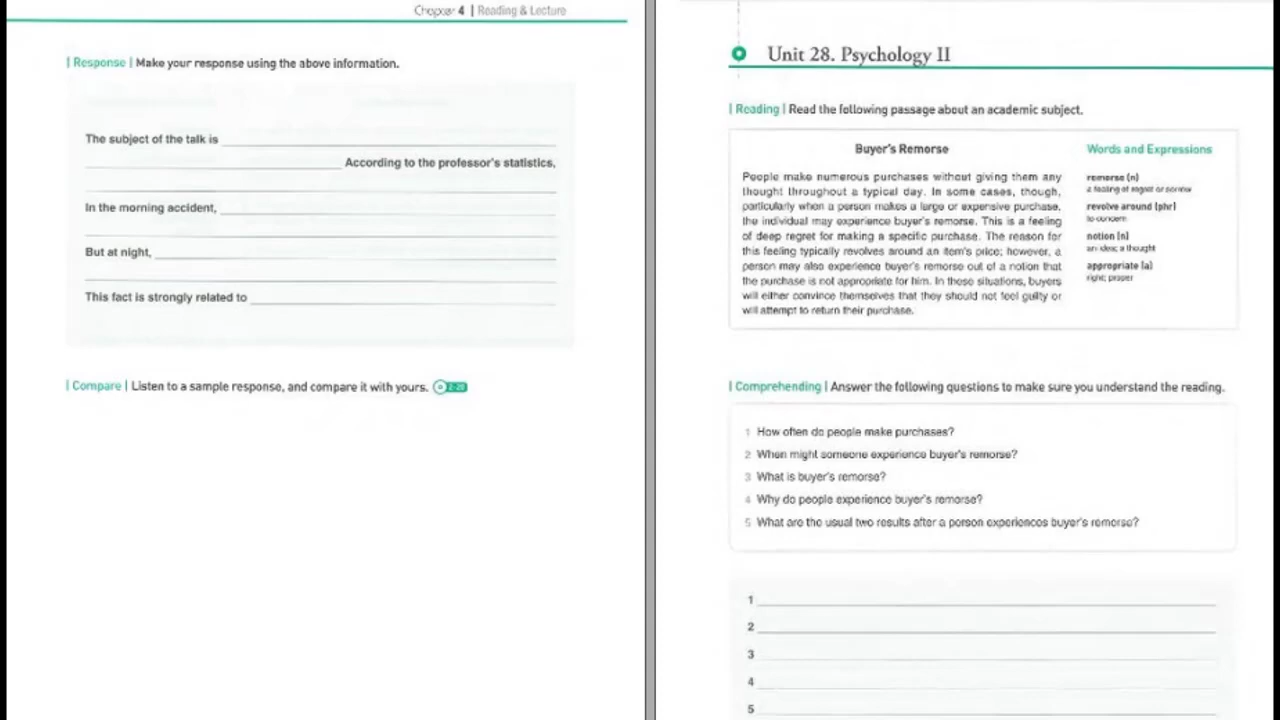 Chapter 4 | Reading & Lecture
| Response | Make your response using the above information.
The subject of the talk is
According to the professor's statistics,
In the morning accident,
But at night,
This fact is strongly related to
| Compare | Listen to a sample response, and compare it with yours. 2-28
Unit 28. Psychology II
| Reading | Read the following passage about an academic subject.
Buyer's Remorse
People make numerous purchases without giving them any
thought throughout a typical day. In some cases, though,
particularly when a person makes a large or expensive purchase,
the individual may experience buyer's remorse. This is a feeling
of deep regret for making a specific purchase. The reason for
this feeling typically revolves around an item's price; however, a
person may also experience buyer's remorse out of a notion that
the purchase is not appropriate for him. In these situations, buyers
will either convince themselves that they should not feel guilty or
will attempt to return their purchase.
Words and Expressions
remorse (n)
a feeling of regret or sorrow
revolve around (phr)
to concern
notion (n)
an idea; a thought
appropriate (a)
right; proper
| Comprehending | Answer the following questions to make sure you understand the reading.
1 How often do people make purchases?
2 When might someone experience buyer's remorse?
3 What is buyer's remorse?
4 Why do people experience buyer's remorse?
5 What are the usual two results after a person experiences buyer's remorse?
1
2
3
4
5